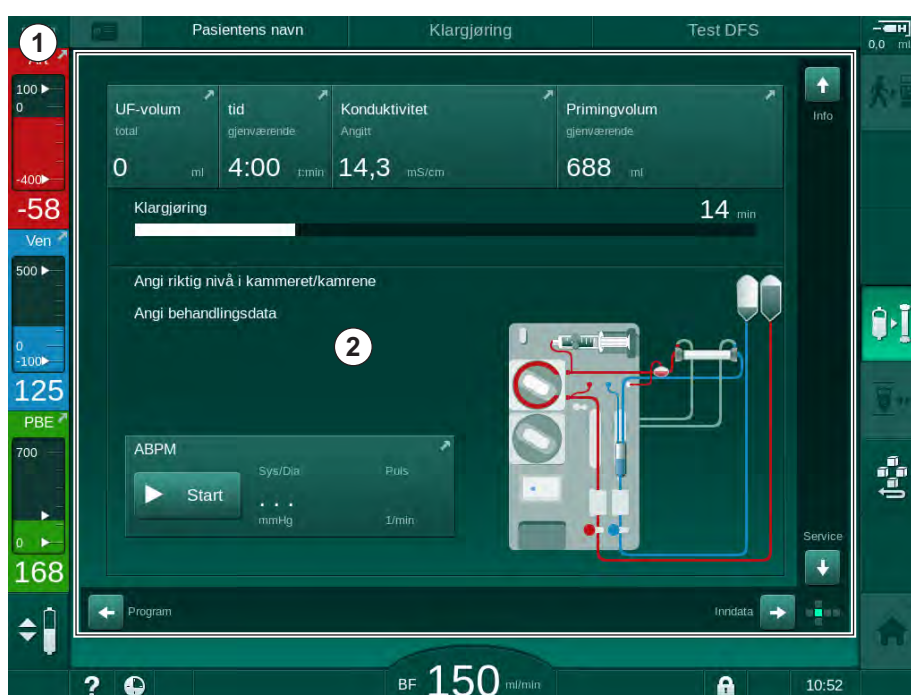 1
Pasientens navn
Klargjøring
Test DFS
H
0,0 ml
100
0
-400
-58
Ven
500
0
-100
125
PBE
700
0
168
UF-volum
total
0 ml
tid
gjenværende
4:00 t:min
Konduktivitet
Angitt
14,3 mS/cm
Primingvolum
gjenværende
688 ml
Info
Klargjøring
14 min
Angi riktig nivå i kammeret/kamrene
Angi behandlingsdata
2
ABPM
Start
Sys/Dia
. . .
mmHg
Puls
1/min
Service
Program
Inndata
?
BF 150 ml/min
10:52